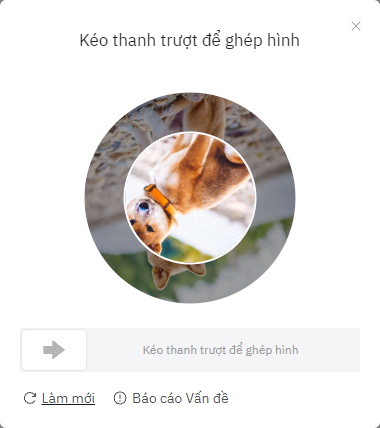 Kéo thanh trượt để ghép hình
Kéo thanh trượt để ghép hình
Làm mới
Báo cáo Vấn đề